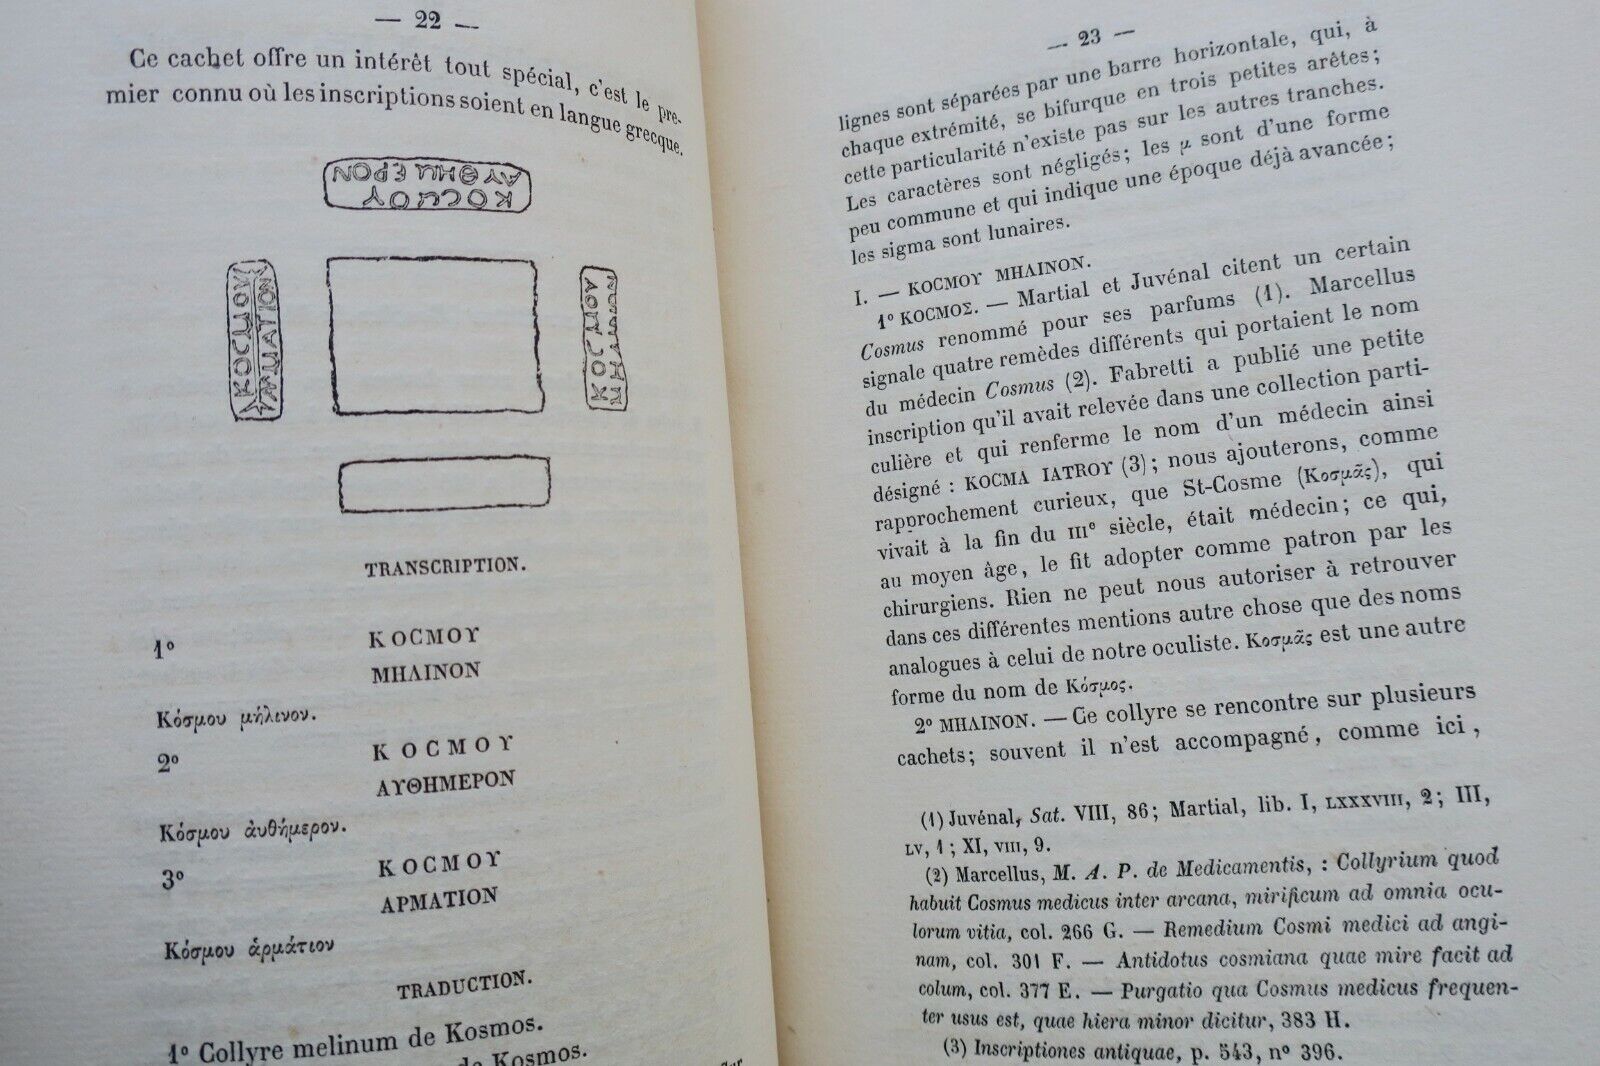 — 22 —
Ce cachet offre un intérêt tout spécial, c'est le pre-
mier connu où les inscriptions soient en langue grecque.
ΚΟϹΜΟΥ
ΑΥΘΗΜΕΡΟΝ
ΚΟϹΜΟΥ
ΑΡΜΑΤΙΟΝ
ΚΟϹΜΟΥ
ΜΗΛΙΝΟΝ
TRANSCRIPTION.
1º ΚΟϹΜΟΥ
ΜΗΛΙΝΟΝ
Κόσμου μήλινον.
2º ΚΟϹΜΟΥ
ΑΥΘΗΜΕΡΟΝ
Κόσμου ἀυθήμερον.
3º ΚΟϹΜΟΥ
ΑΡΜΑΤΙΟΝ
Κόσμου ἁρμάτιον
TRADUCTION.
1º Collyre melinum de Kosmos.
de Kosmos.
— 23 —
lignes sont séparées par une barre horizontale, qui, à
chaque extrémité, se bifurque en trois petites arêtes;
cette particularité n'existe pas sur les autres tranches.
Les caractères sont négligés; les μ sont d'une forme
peu commune et qui indique une époque déjà avancée;
les sigma sont lunaires.
I. — ΚΟϹΜΟΥ ΜΗΛΙΝΟΝ.
1º ΚΟϹΜΟΣ. — Martial et Juvénal citent un certain
Cosmus renommé pour ses parfums (1). Marcellus
signale quatre remèdes différents qui portaient le nom
du médecin Cosmus (2). Fabretti a publié une petite
inscription qu'il avait relevée dans une collection parti-
culière et qui renferme le nom d'un médecin ainsi
désigné : ΚΟϹΜΑ ΙΑΤΡΟΥ (3); nous ajouterons, comme
rapprochement curieux, que St-Cosme (Κοσμᾶς), qui
vivait à la fin du IIIe siècle, était médecin; ce qui,
au moyen âge, le fit adopter comme patron par les
chirurgiens. Rien ne peut nous autoriser à retrouver
dans ces différentes mentions autre chose que des noms
analogues à celui de notre oculiste. Κοσμᾶς est une autre
forme du nom de Κόσμος.
2º ΜΗΛΙΝΟΝ. — Ce collyre se rencontre sur plusieurs
cachets; souvent il n'est accompagné, comme ici,
(1) Juvénal, Sat. VIII, 86; Martial, lib. I, LXXXVIII, 2; III,
LV, 1; XI, VIII, 9.
(2) Marcellus, M. A. P. de Medicamentis, : Collyrium quod
habuit Cosmus medicus inter arcana, mirificum ad omnia ocu-
lorum vitia, col. 266 G. — Remedium Cosmi medici ad angi-
nam, col. 301 F. — Antidotus cosmiana quae mire facit ad
colum, col. 377 E. — Purgatio qua Cosmus medicus frequen-
ter usus est, quae hiera minor dicitur, 383 H.
(3) Inscriptiones antiquae, p. 543, nº 396.